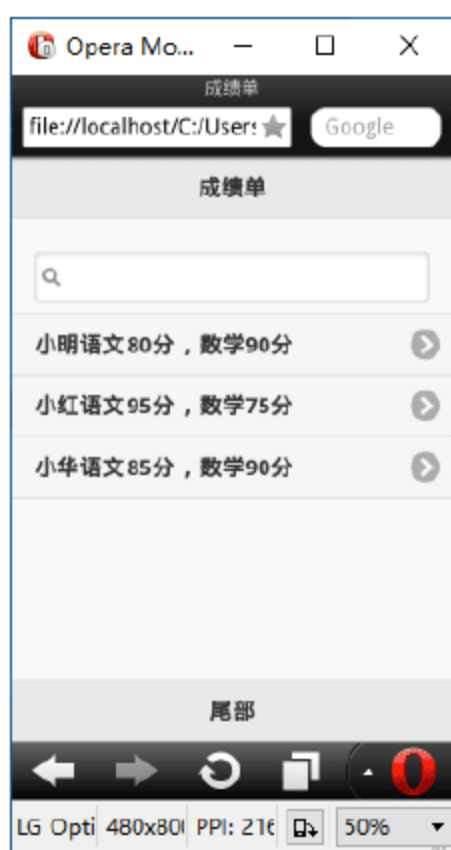 Opera Mo...
成绩单
file://localhost/C:/Users
Google
成绩单
小明语文80分，数学90分
小红语文95分，数学75分
小华语文85分，数学90分
尾部
LG Opti 480x80 PPI: 216 50%